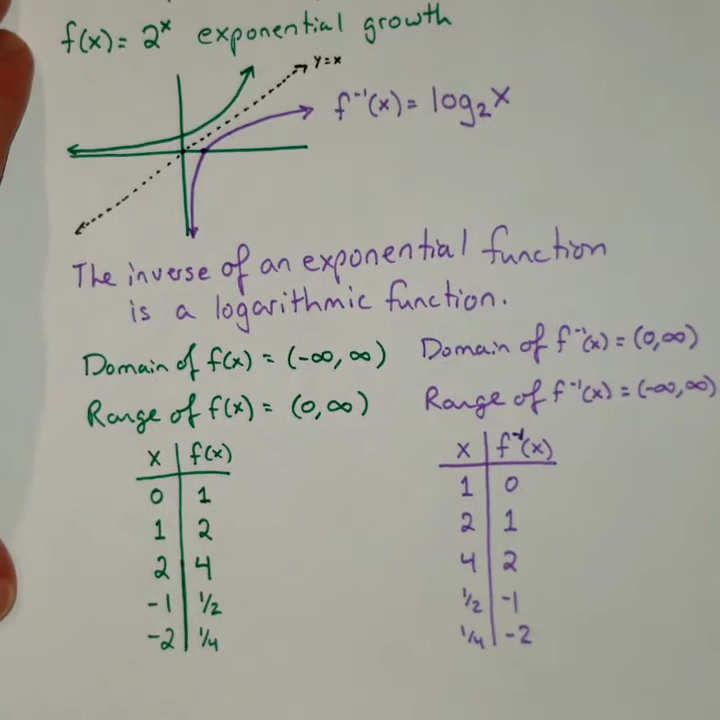 f(x) = 2ˣ exponential growth
y=x
f⁻¹(x) = log₂x
The inverse of an exponential function
is a logarithmic function.
Domain of f(x) = (-∞, ∞)
Range of f(x) = (0, ∞)
x f(x)
0 1
1 2
2 4
-1 1/2
-2 1/4
Domain of f⁻¹(x) = (0, ∞)
Range of f⁻¹(x) = (-∞, ∞)
x f⁻¹(x)
1 0
2 1
4 2
1/2 -1
1/4 -2